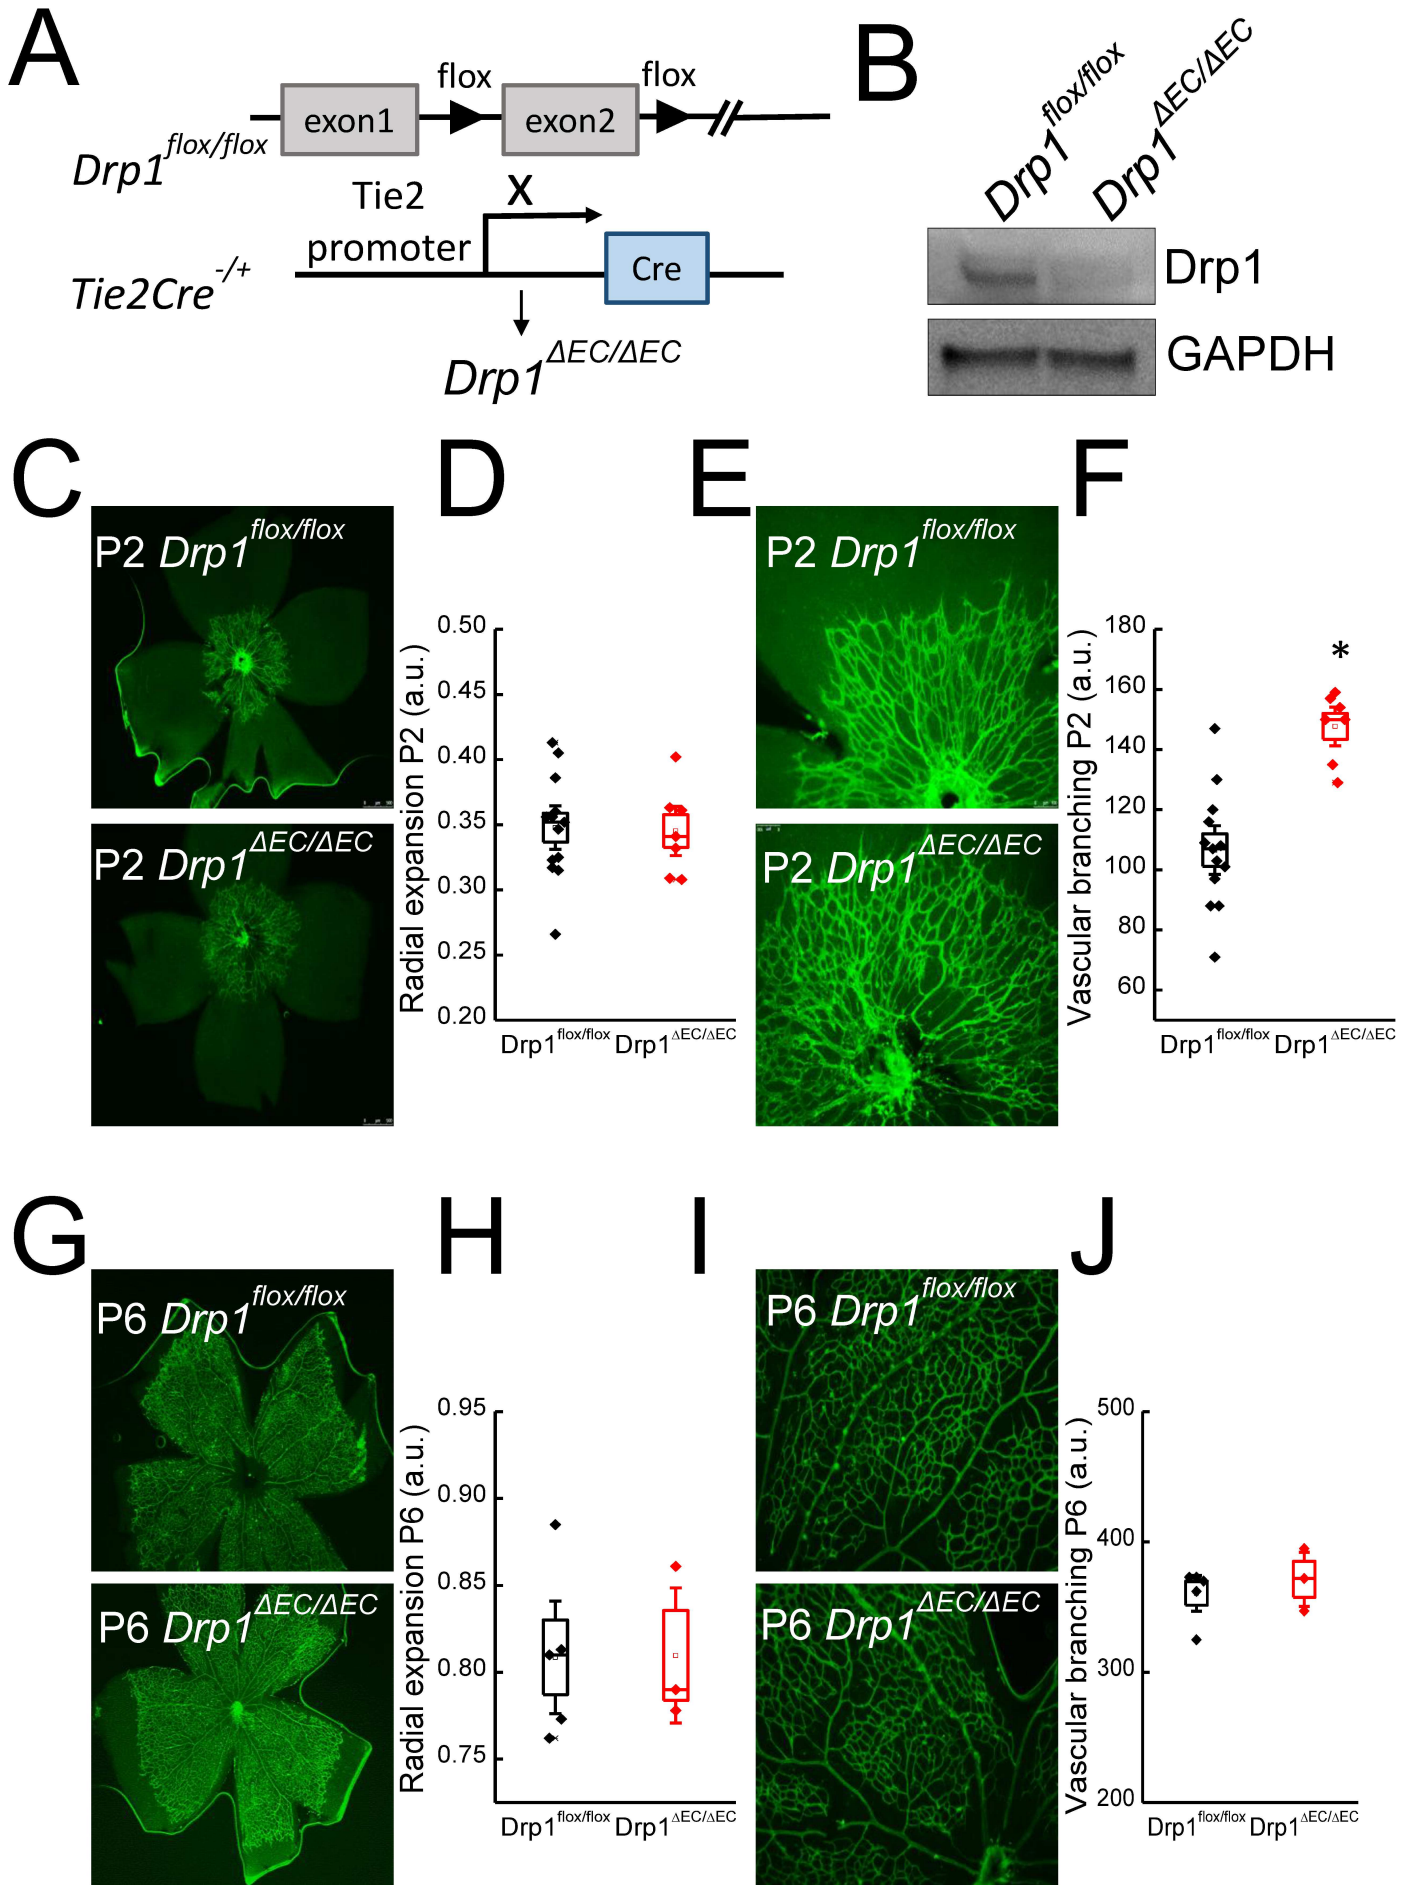 A
flox flox
exon1 exon2
Drp1flox/flox
X
Tie2
promoter
Tie2Cre-/+
Cre
Drp1ΔEC/ΔEC
B
Drp1flox/flox Drp1ΔEC/ΔEC
Drp1
GAPDH
C
P2 Drp1flox/flox
P2 Drp1ΔEC/ΔEC
D
Radial expansion P2 (a.u.)
0.50
0.45
0.40
0.35
0.30
0.25
0.20
Drp1flox/flox Drp1ΔEC/ΔEC
E
P2 Drp1flox/flox
P2 Drp1ΔEC/ΔEC
F
Vascular branching P2 (a.u.)
180
160
140
120
100
80
60
*
Drp1flox/flox Drp1ΔEC/ΔEC
G
P6 Drp1flox/flox
P6 Drp1ΔEC/ΔEC
H
Radial expansion P6 (a.u.)
0.95
0.90
0.85
0.80
0.75
Drp1flox/flox Drp1ΔEC/ΔEC
I
P6 Drp1flox/flox
P6 Drp1ΔEC/ΔEC
J
Vascular branching P6 (a.u.)
500
400
300
200
Drp1flox/flox Drp1ΔEC/ΔEC